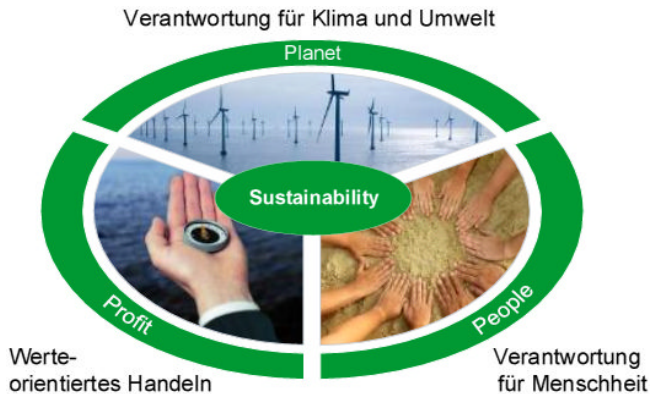 Verantwortung für Klima und Umwelt
Planet
Sustainability
Profit
People
Werte-
orientiertes Handeln
Verantwortung
für Menschheit